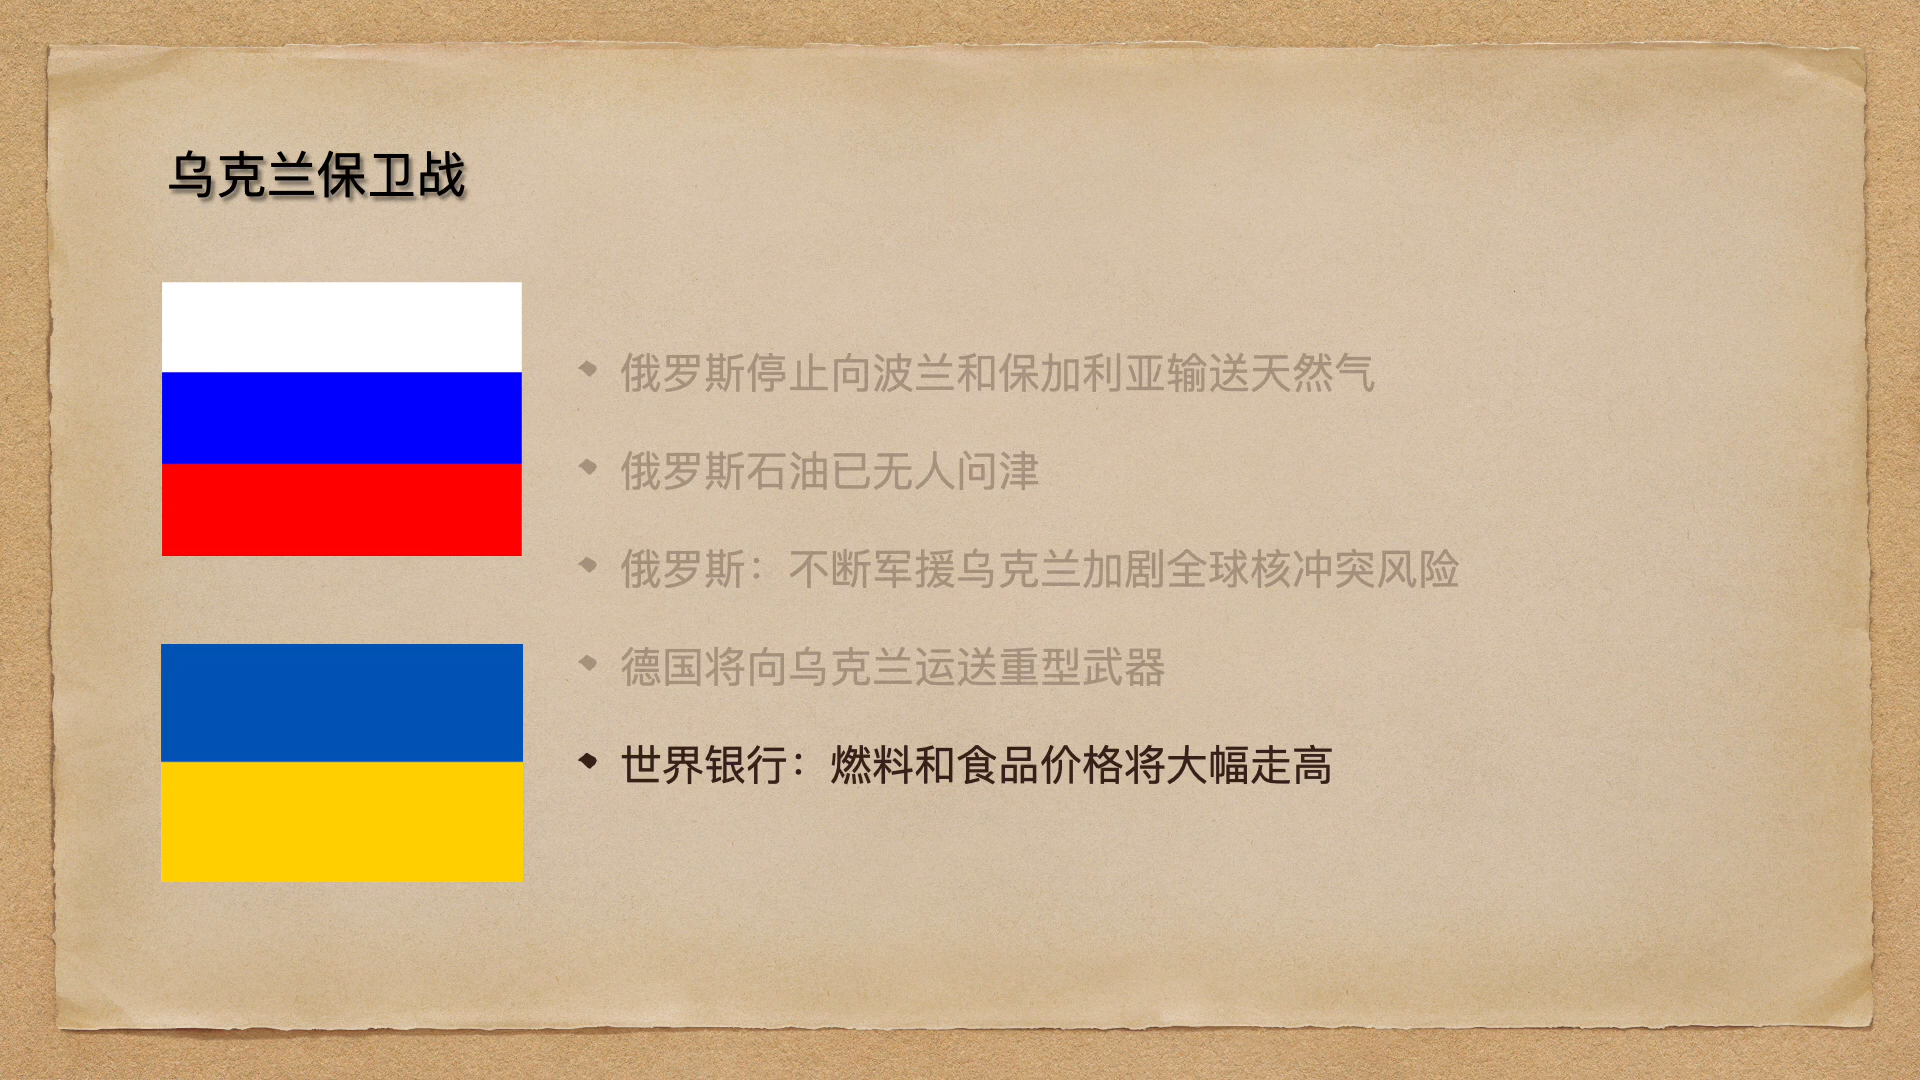 乌克兰保卫战
俄罗斯停止向波兰和保加利亚输送天然气
俄罗斯石油已无人问津
俄罗斯：不断军援乌克兰加剧全球核冲突风险
德国将向乌克兰运送重型武器
世界银行：燃料和食品价格将大幅走高